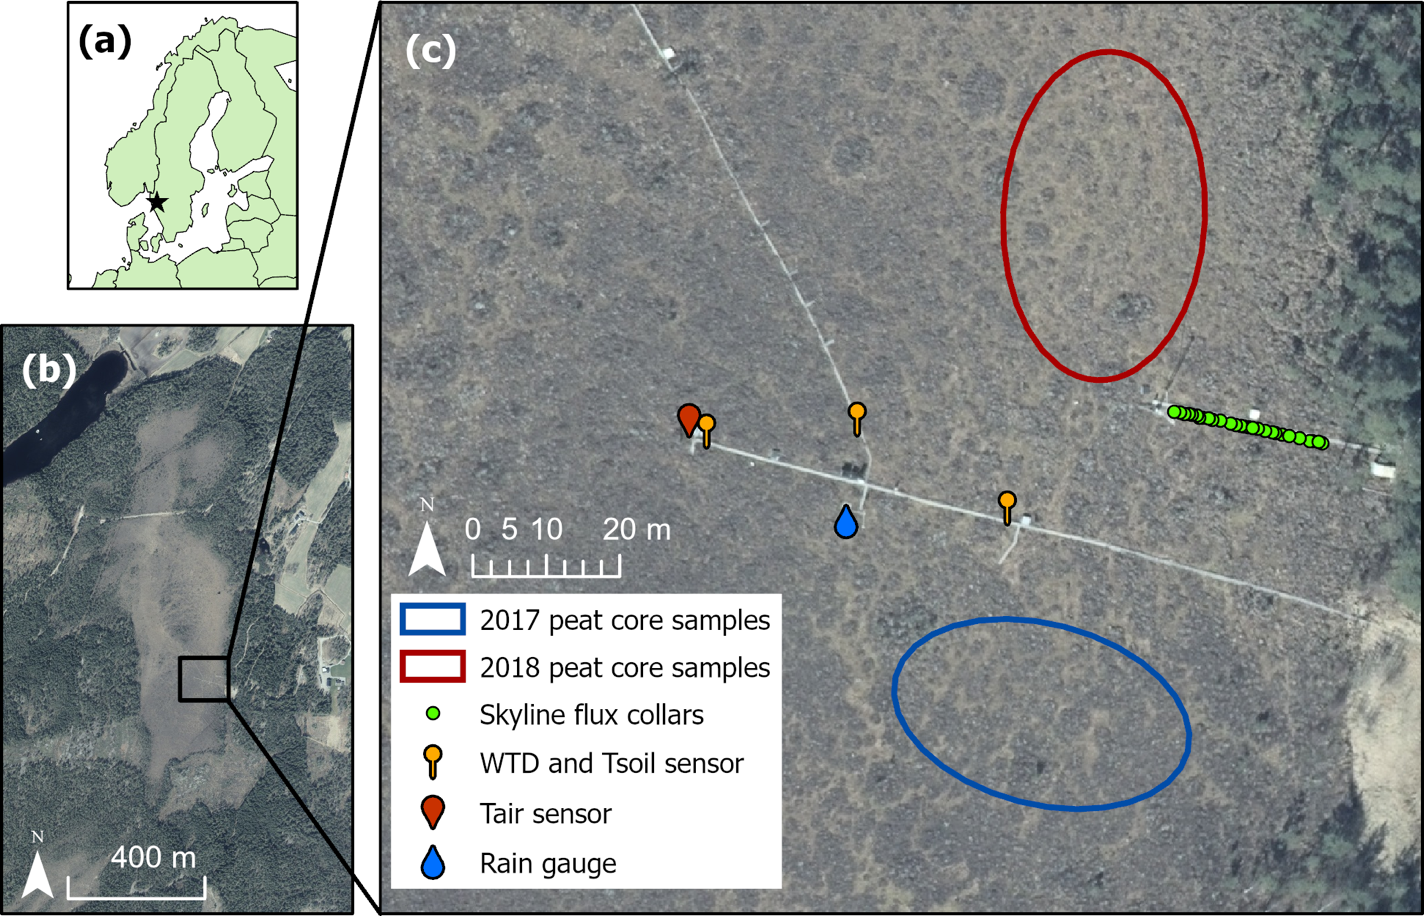 (a)
(b)
N
400 m
(c)
N
0 5 10 20 m
2017 peat core samples
2018 peat core samples
Skyline flux collars
WTD and Tsoil sensor
Tair sensor
Rain gauge